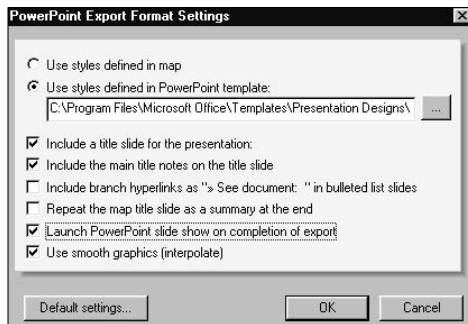 PowerPoint Export Format Settings
Use styles defined in map
Use styles defined in PowerPoint template:
C:\Program Files\Microsoft Office\Templates\Presentation Designs\
...
Include a title slide for the presentation:
Include the main title notes on the title slide
Include branch hyperlinks as "» See document: " in bulleted list slides
Repeat the map title slide as a summary at the end
Launch PowerPoint slide show on completion of export
Use smooth graphics (interpolate)
Default settings... OK Cancel